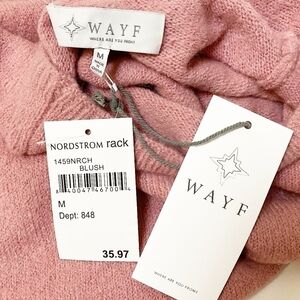 WAYF
WHERE ARE YOU FROM?
M
NORDSTROM rack
1459NRCH
BLUSH
M
Dept: 848
35.97
WAYF
WHERE ARE YOU FROM?